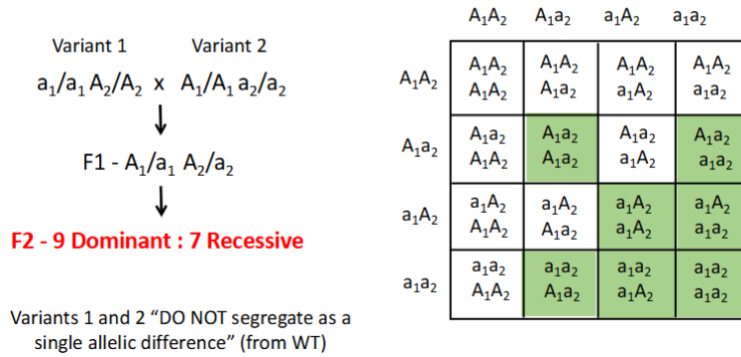 Variant 1 Variant 2
a₁/a₁ A₂/A₂ x A₁/A₁ a₂/a₂
F1 - A₁/a₁ A₂/a₂
F2 - 9 Dominant : 7 Recessive
Variants 1 and 2 “DO NOT segregate as a
single allelic difference” (from WT)
A₁A₂ A₁a₂ a₁A₂ a₁a₂
A₁A₂ A₁A₂ A₁A₂ A₁A₂ A₁A₂
A₁A₂ A₁a₂ a₁A₂ a₁a₂
A₁a₂ A₁a₂ A₁a₂ A₁a₂ A₁a₂
A₁A₂ A₁a₂ a₁A₂ a₁a₂
a₁A₂ a₁A₂ a₁A₂ a₁A₂ a₁A₂
A₁A₂ A₁a₂ a₁A₂ a₁a₂
a₁a₂ a₁a₂ a₁a₂ a₁a₂ a₁a₂
A₁A₂ A₁a₂ a₁A₂ a₁a₂